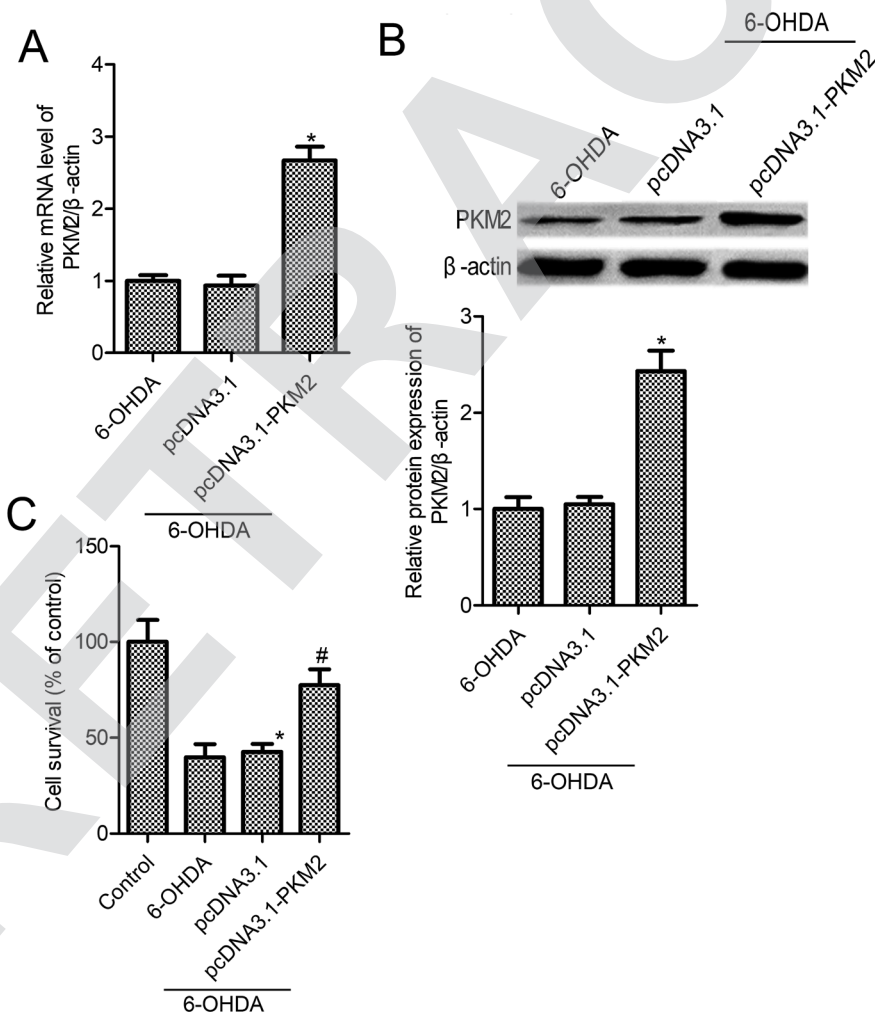 A
Relative mRNA level of
PKM2/β -actin
4
3
2
1
0
*
6-OHDA
pcDNA3.1
pcDNA3.1-PKM2
6-OHDA
B
6-OHDA
6-OHDA
pcDNA3.1
pcDNA3.1-PKM2
PKM2
β -actin
Relative protein expression of
PKM2/β -actin
3
2
1
0
*
6-OHDA
pcDNA3.1
pcDNA3.1-PKM2
6-OHDA
C
Cell survival (% of control)
150
100
50
0
*
#
Control
6-OHDA
pcDNA3.1
pcDNA3.1-PKM2
6-OHDA
RETRAC